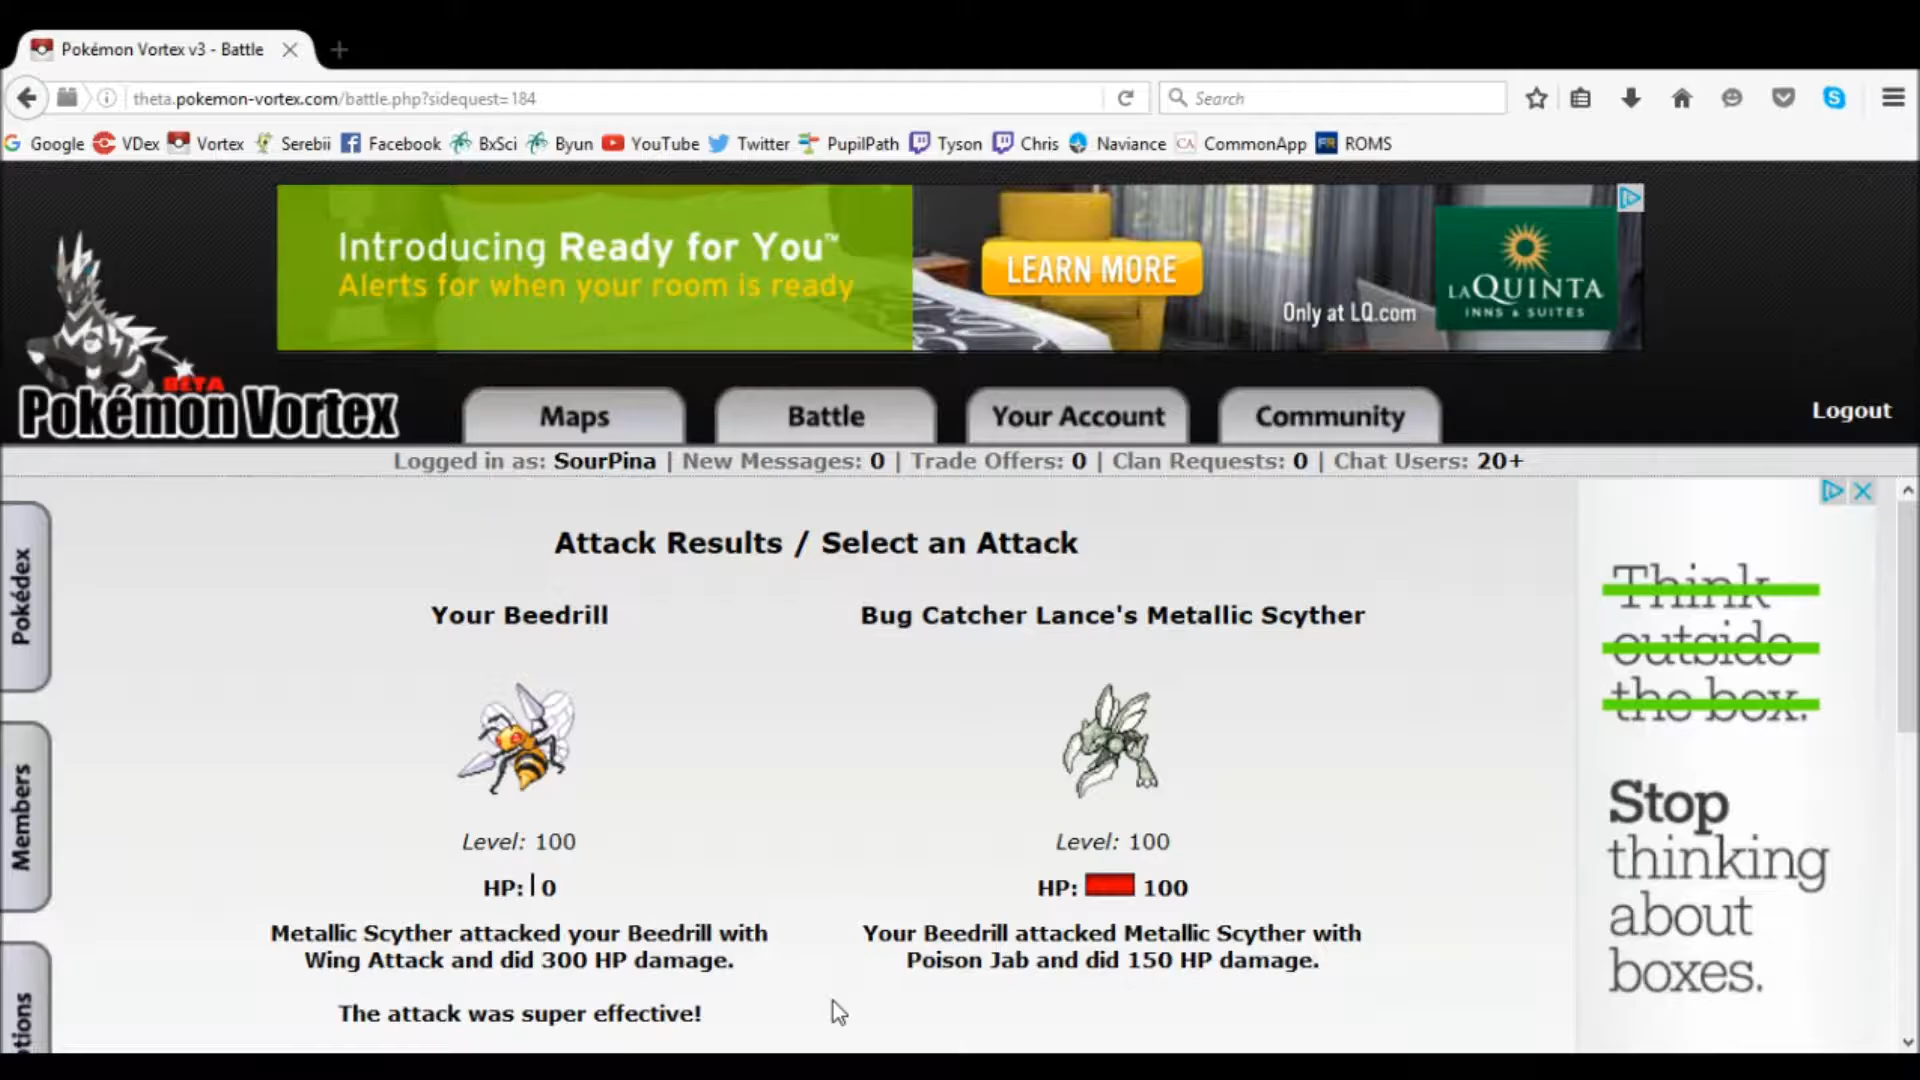 Pokémon Vortex v3 - Battle
theta.pokemon-vortex.com/battle.php?sidequest=184
Search
Google VDex Vortex Serebii Facebook BxSci Byun YouTube Twitter PupilPath Tyson Chris Naviance CA CommonApp PR ROMS
Introducing Ready for You™
Alerts for when your room is ready
LEARN MORE
Only at LQ.com
LAQUINTA
INNS & SUITES
BETA
Pokémon Vortex
Maps
Battle
Your Account
Community
Logout
Logged in as: SourPina | New Messages: 0 | Trade Offers: 0 | Clan Requests: 0 | Chat Users: 20+
Pokédex
Members
Attack Results / Select an Attack
Your Beedrill
Level: 100
HP: 0
Metallic Scyther attacked your Beedrill with
Wing Attack and did 300 HP damage.
The attack was super effective!
Bug Catcher Lance's Metallic Scyther
Level: 100
HP: 100
Your Beedrill attacked Metallic Scyther with
Poison Jab and did 150 HP damage.
Think
outside
the box.
Stop
thinking
about
boxes.